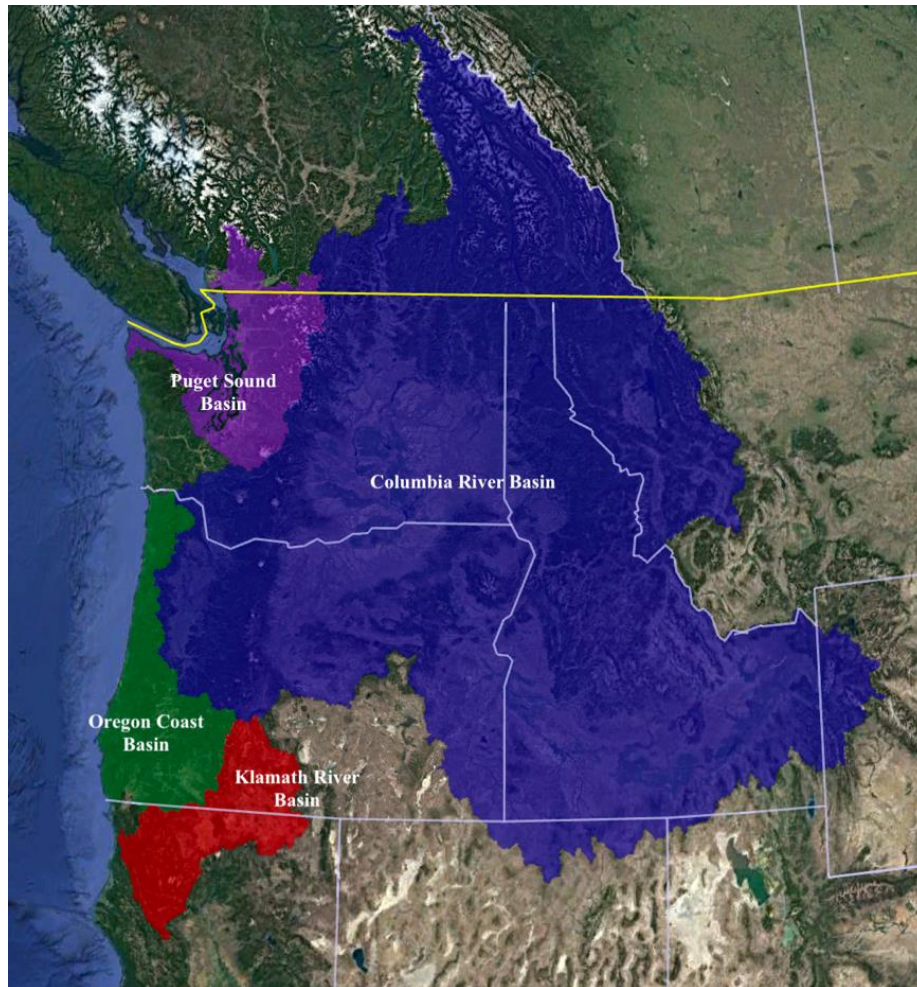 Puget Sound
Basin
Columbia River Basin
Oregon Coast
Basin
Klamath River
Basin